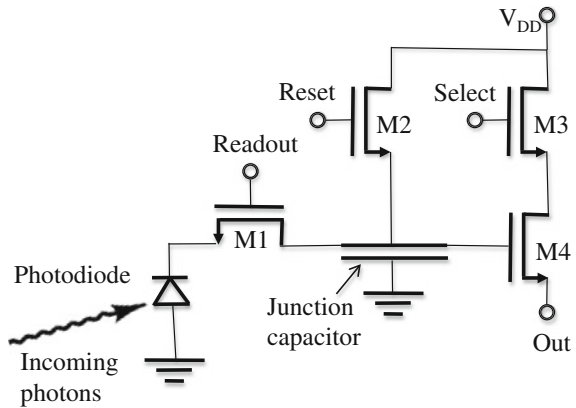 V_DD
Reset
Select
M2
M3
Readout
M1
M4
Photodiode
Junction
capacitor
Incoming
photons
Out